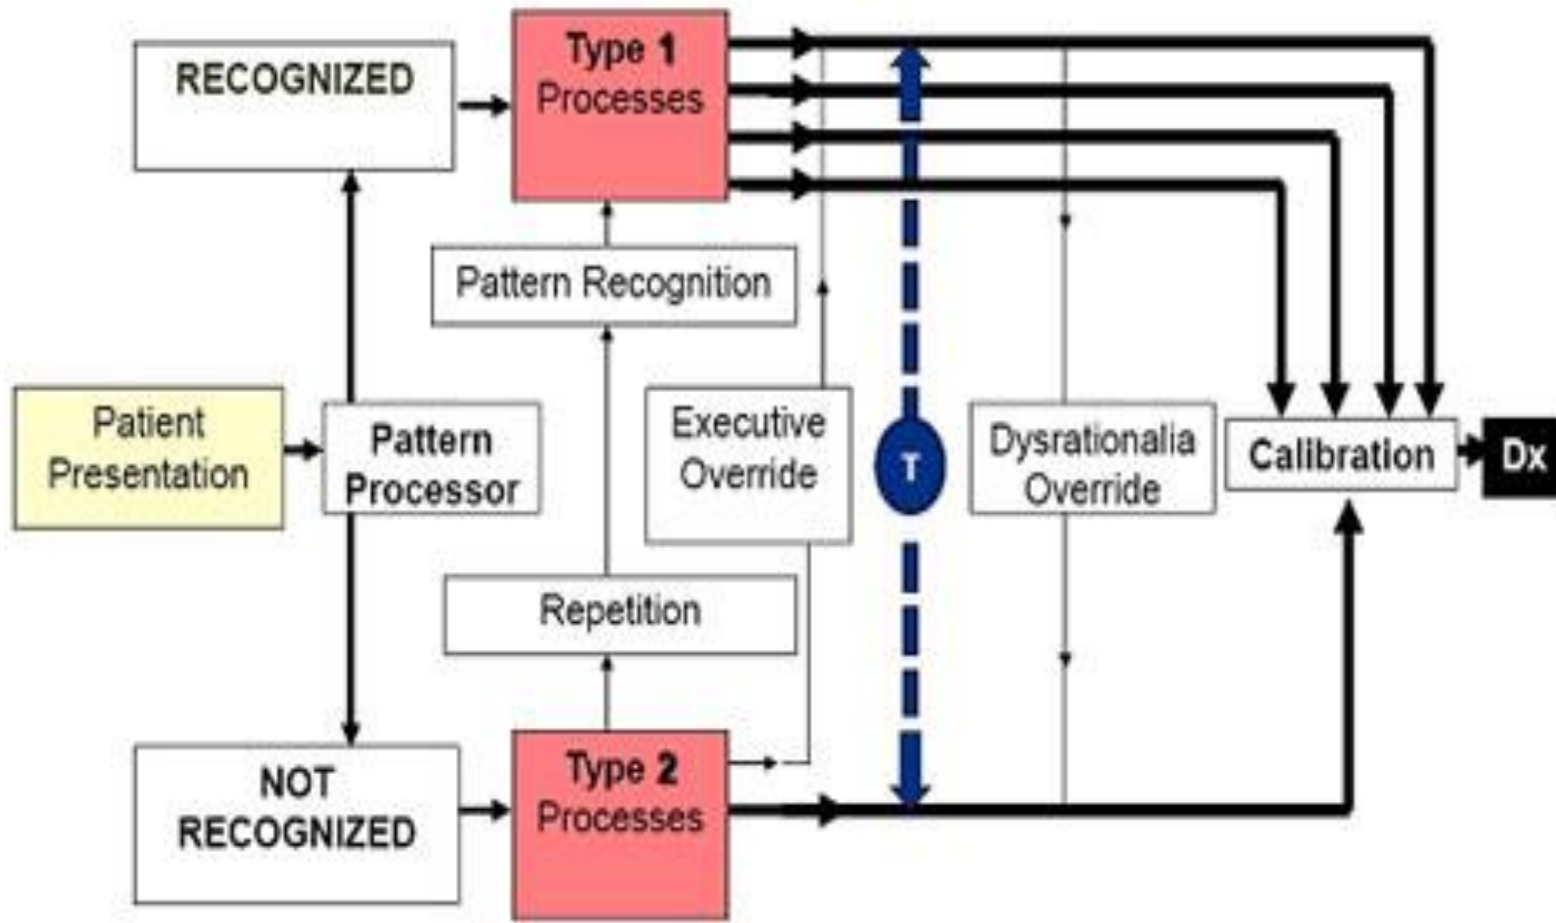 RECOGNIZED
Type 1
Processes
Pattern Recognition
Patient
Presentation
Pattern
Processor
Executive
Override
T
Dysrationalia
Override
Calibration
Dx
Repetition
NOT
RECOGNIZED
Type 2
Processes